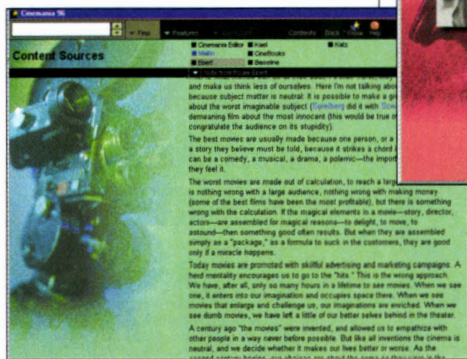 Cinemania 96
Find
Features
Contents
Back
Help
Content Sources
Cinemania Editor
Kael
Katz
Maltin
CineBooks
Ebert
Baseline
and make us think less of ourselves. Here I'm not talking about
because subject matter is neutral: It is possible to make a
about the worst imaginable subject (Spielberg did it with
demeaning film about the most innocent (this would be true
congratulate the audience on its stupidity).
The best movies are usually made because one person, or a
a story they believe must be told, because it strikes a chord
can be a comedy, a musical, a drama, a polemic—the
they feel it.
The worst movies are made out of calculation, to reach a
is nothing wrong with a large audience, nothing wrong with making money
(some of the best films have been the most profitable), but there is something
wrong with the calculation. If the magical elements in a movie—story, director,
actors—are assembled for magical reasons—to delight, to move, to
astound—then something good often results. But when they are assembled
simply as a "package," as a formula to suck in the customers, they are good
only if a miracle happens.
Today movies are promoted with skillful advertising and marketing campaigns. A
herd mentality encourages us to go to the "hits." This is the wrong approach.
We have, after all, only so many hours in a lifetime to see movies. When we see
one, it enters into our imagination and occupies space there. When we see
movies that enlarge and challenge us, our imaginations are enriched. When we
see dumb movies, we have left a little of our better selves behind in the theater.
A century ago "the movies" were invented, and allowed us to empathize with
other people in a way never before possible. But like all inventions the cinema is
neutral, and we decide whether it makes our lives better or worse. As the